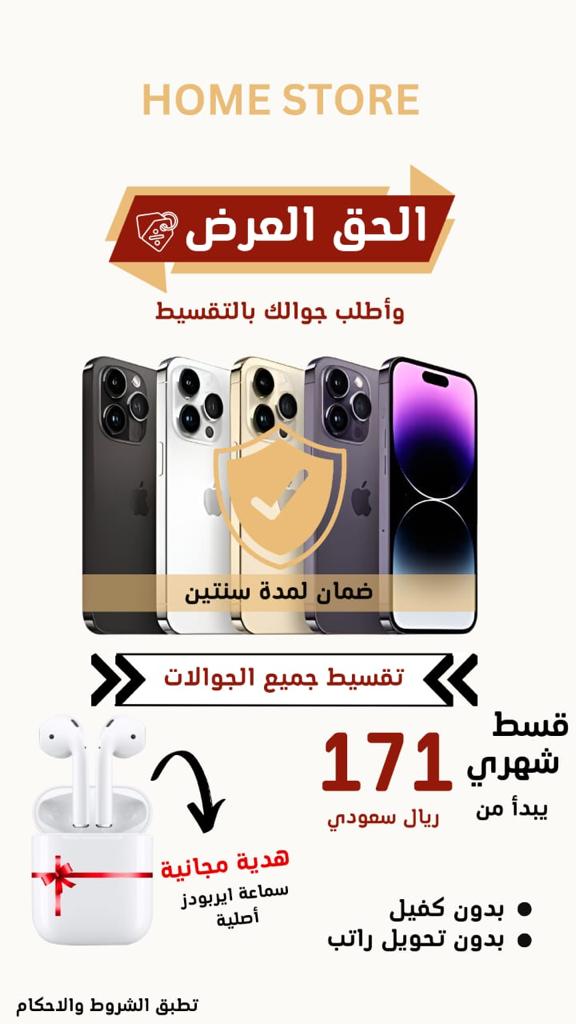 HOME STORE
الحق العرض
وأطلب جوالك بالتقسيط
ضمان لمدة سنتين
تقسيط جميع الجوالات
قسط
شهري
يبدأ من
171
ريال سعودي
هدية مجانية
سماعة ايربودز
أصلية
بدون كفيل
بدون تحويل راتب
تطبق الشروط والاحكام